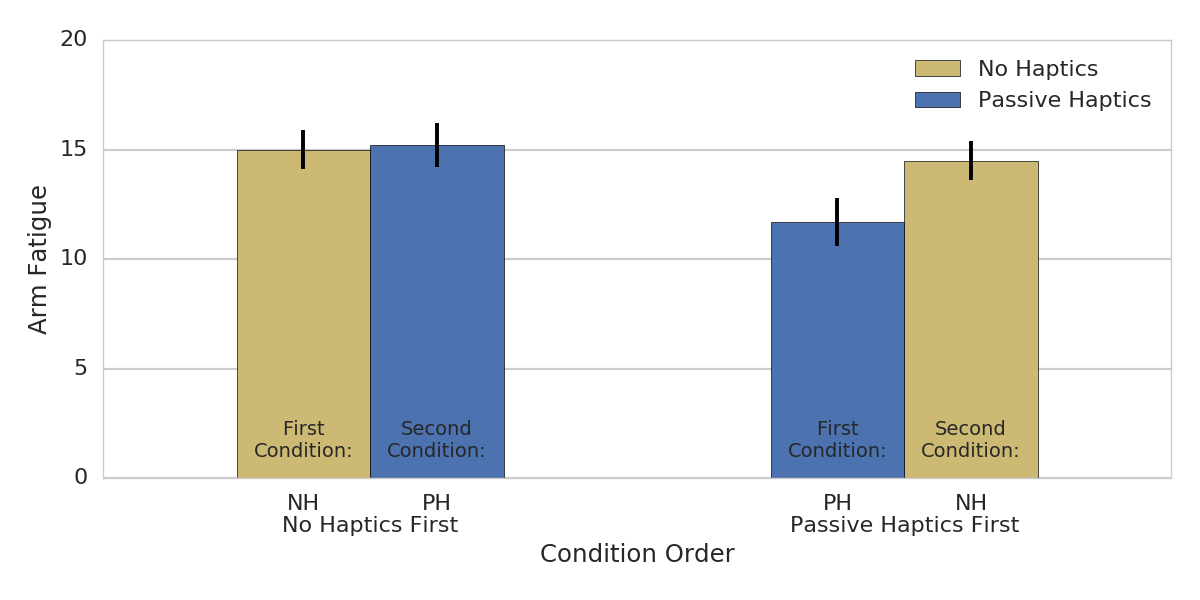 20
15
10
5
0
Arm Fatigue
No Haptics
Passive Haptics
First
Condition:
Second
Condition:
First
Condition:
Second
Condition:
NH
PH
PH
NH
No Haptics First
Passive Haptics First
Condition Order